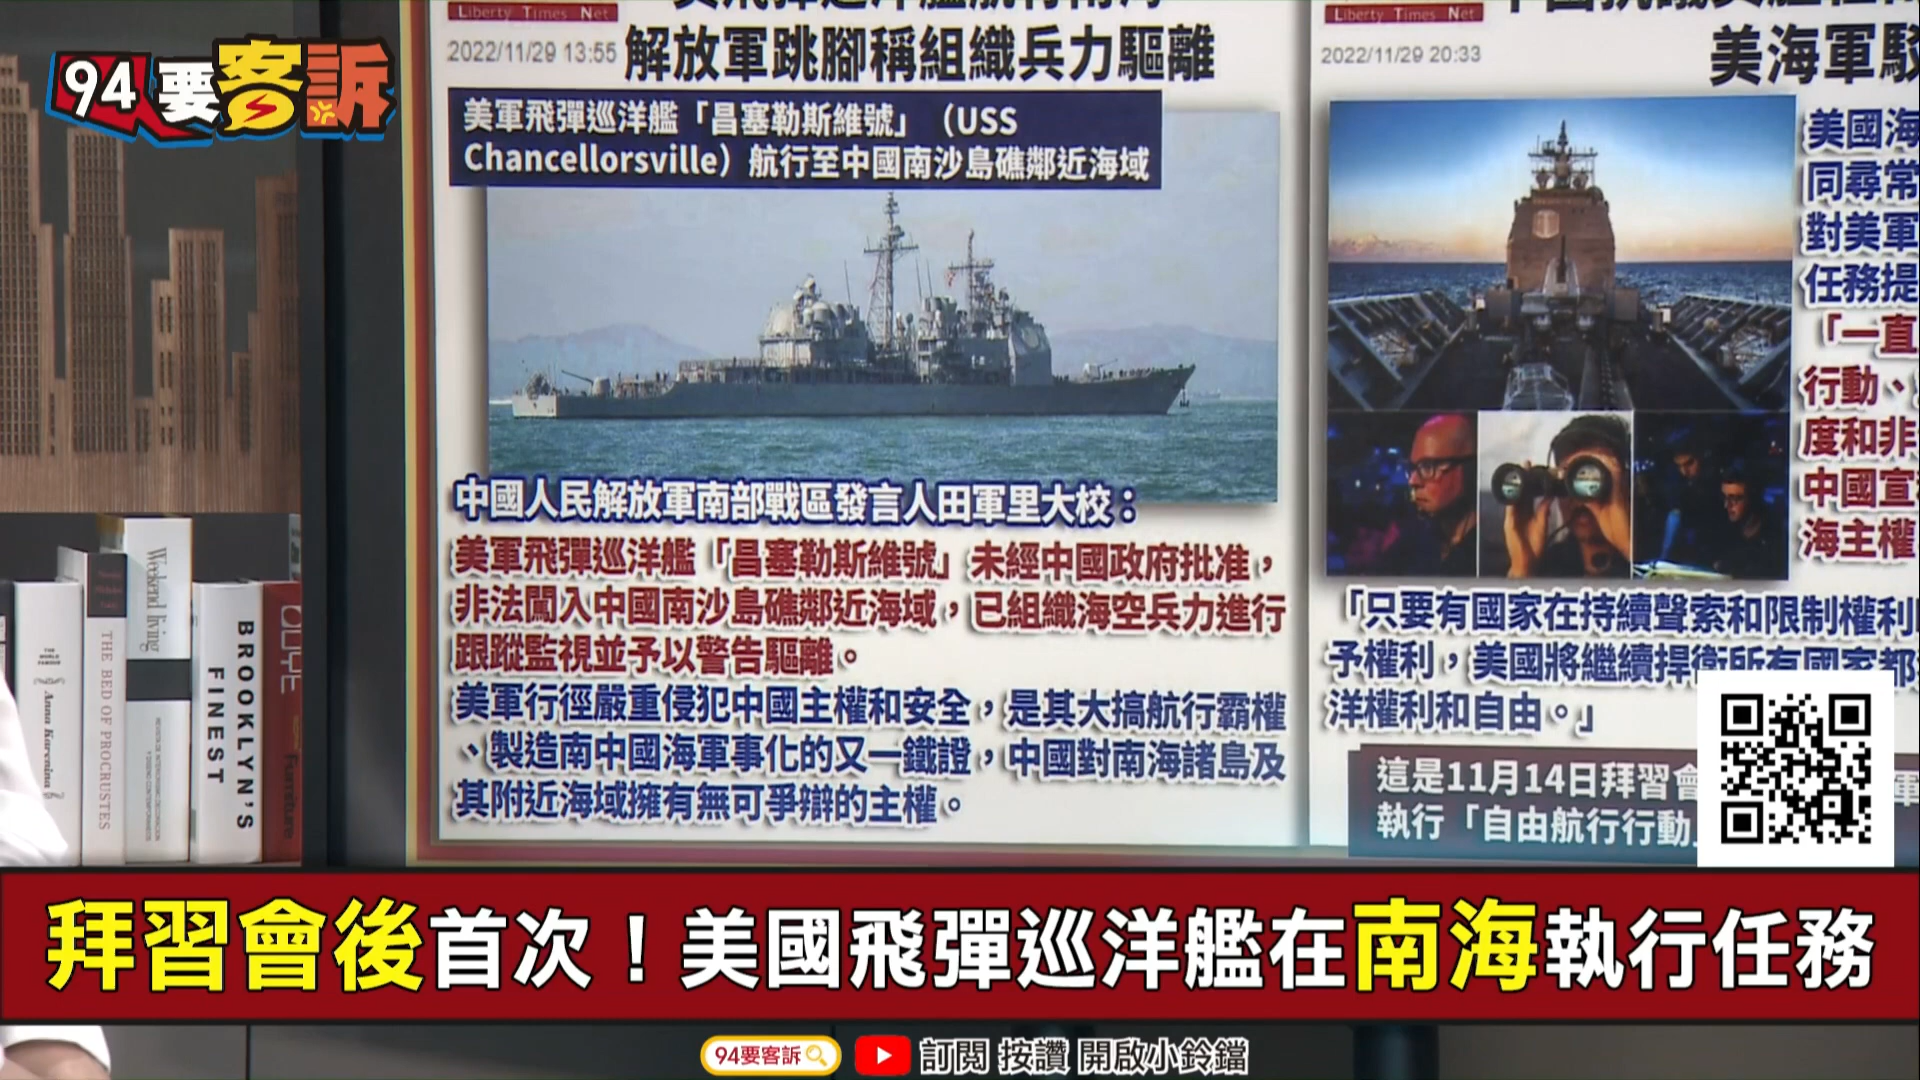 94要客訴
Liberty Times Net
2022/11/29 13:55
解放軍跳腳稱組織兵力驅離
美軍飛彈巡洋艦「昌塞勒斯維號」（USS
Chancellorsville）航行至中國南沙島礁鄰近海域
中國人民解放軍南部戰區發言人田軍里大校：
美軍飛彈巡洋艦「昌塞勒斯維號」未經中國政府批准，
非法闖入中國南沙島礁鄰近海域，已組織海空兵力進行
跟蹤監視並予以警告驅離。
美軍行徑嚴重侵犯中國主權和安全，是其大搞航行霸權
、製造南中國海軍事化的又一鐵證，中國對南海諸島及
其附近海域擁有無可爭辯的主權。
Liberty Times Net
2022/11/29 20:33
美海軍駁
美國海
同尋常
對美軍
任務提
「一直
行動、
度和非
中國宣
海主權
「只要有國家在持續聲索和限制權利
予權利，美國將繼續捍衛所有國家都
洋權利和自由。」
這是11月14日拜習會
執行「自由航行行動」
Weekend living
THE WORLD FAMOUS
Anna Karenina
THE BED OF PROCRUSTES
BROOKLYN'S
FINEST
Furniture
拜習會後首次！美國飛彈巡洋艦在南海執行任務
94要客訴
訂閱 按讚 開啟小鈴鐺